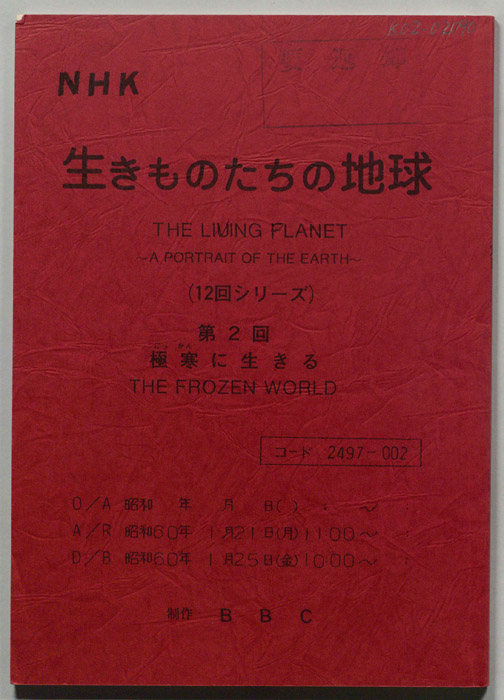 NHK
生きものたちの地球
THE LIVING PLANET
~A PORTRAIT OF THE EARTH~
(12回シリーズ)
第2回
極寒に生きる
THE FROZEN WORLD
コード 2497-002
O/A 昭和 年 月 日( ) : ~ :
A/R 昭和60年 1月21日(月)11:00~ :
D/B 昭和60年 1月25日(金)10:00~ :
制作 BBC